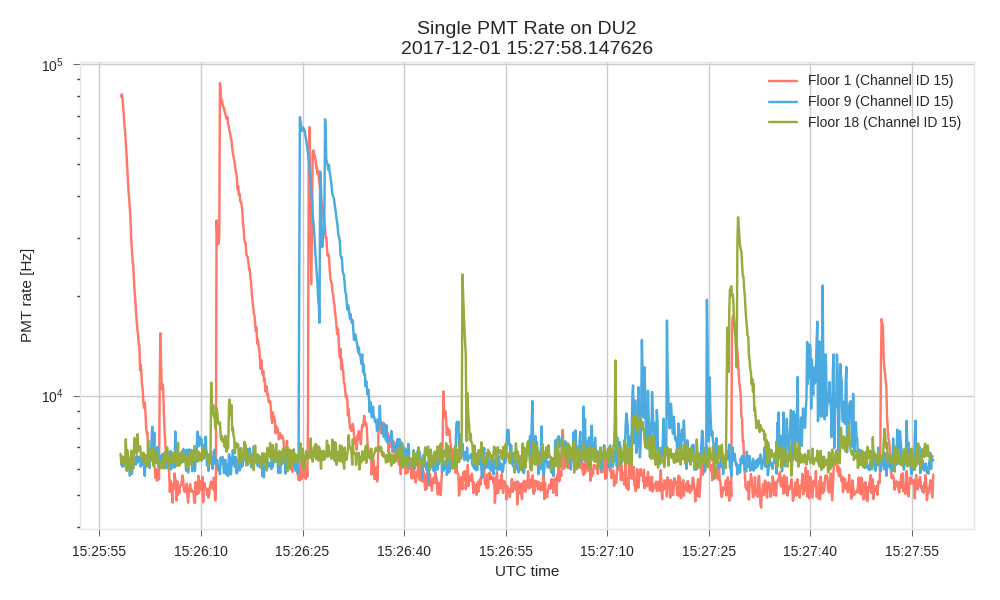 Single PMT Rate on DU2
2017-12-01 15:27:58.147626
10^5
10^4
PMT rate [Hz]
Floor 1 (Channel ID 15)
Floor 9 (Channel ID 15)
Floor 18 (Channel ID 15)
15:25:55 15:26:10 15:26:25 15:26:40 15:26:55 15:27:10 15:27:25 15:27:40 15:27:55
UTC time